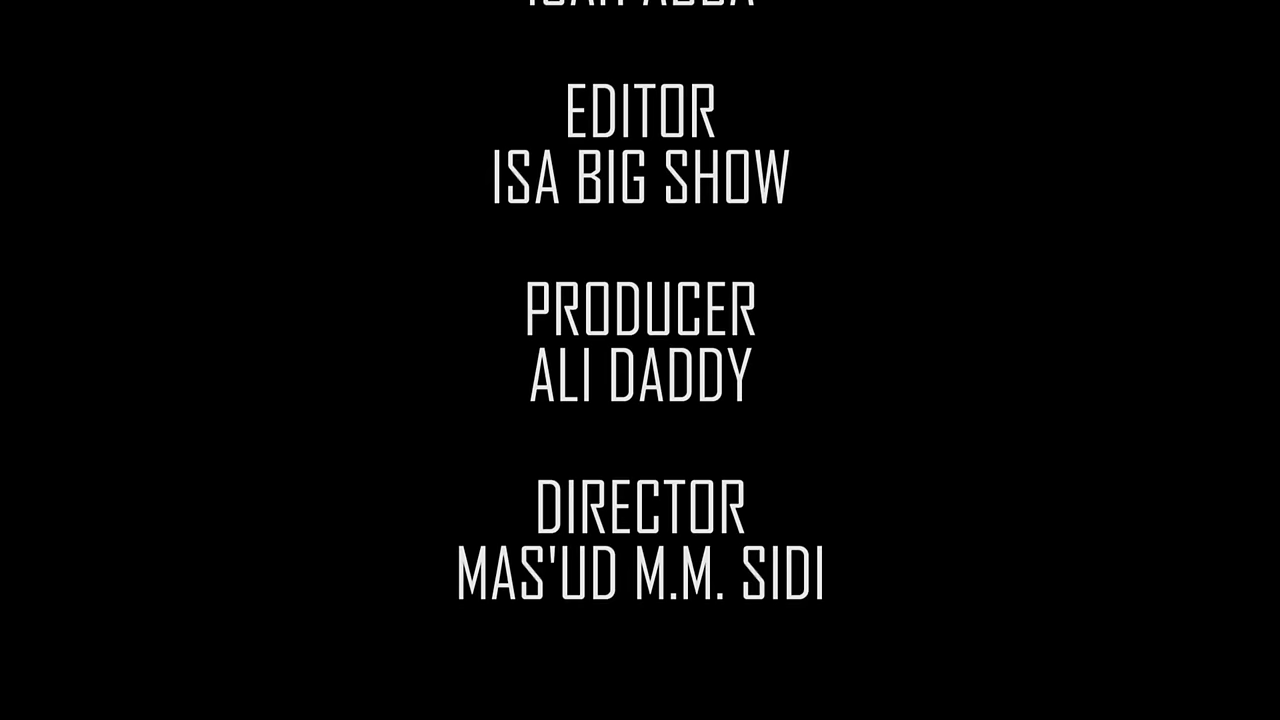 EDITOR
ISA BIG SHOW
PRODUCER
ALI DADDY
DIRECTOR
MAS'UD M.M. SIDI